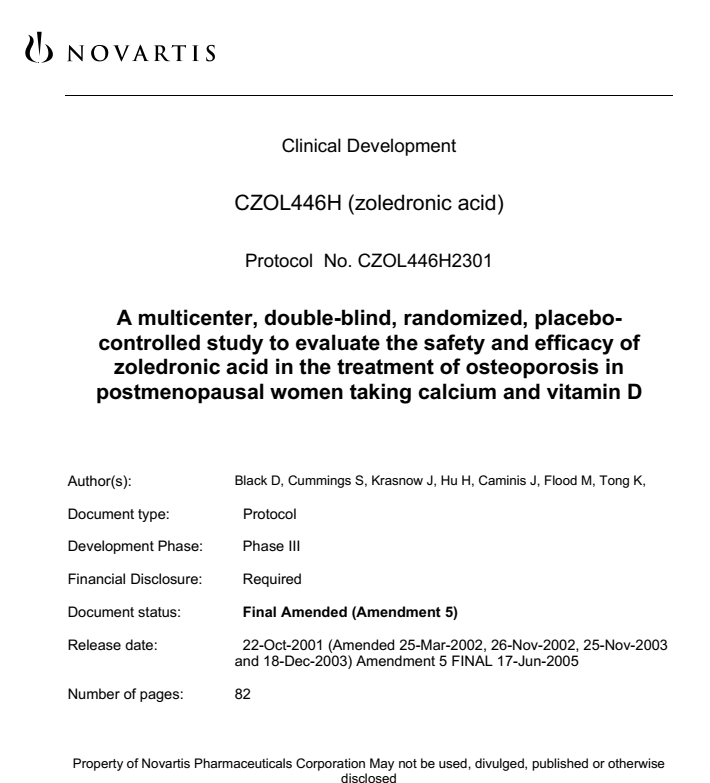 NOVARTIS
Clinical Development
CZOL446H (zoledronic acid)
Protocol No. CZOL446H2301
A multicenter, double-blind, randomized, placebo-
controlled study to evaluate the safety and efficacy of
zoledronic acid in the treatment of osteoporosis in
postmenopausal women taking calcium and vitamin D
Author(s): Black D, Cummings S, Krasnow J, Hu H, Caminis J, Flood M, Tong K,
Document type: Protocol
Development Phase: Phase III
Financial Disclosure: Required
Document status: Final Amended (Amendment 5)
Release date: 22-Oct-2001 (Amended 25-Mar-2002, 26-Nov-2002, 25-Nov-2003
and 18-Dec-2003) Amendment 5 FINAL 17-Jun-2005
Number of pages: 82
Property of Novartis Pharmaceuticals Corporation May not be used, divulged, published or otherwise
disclosed